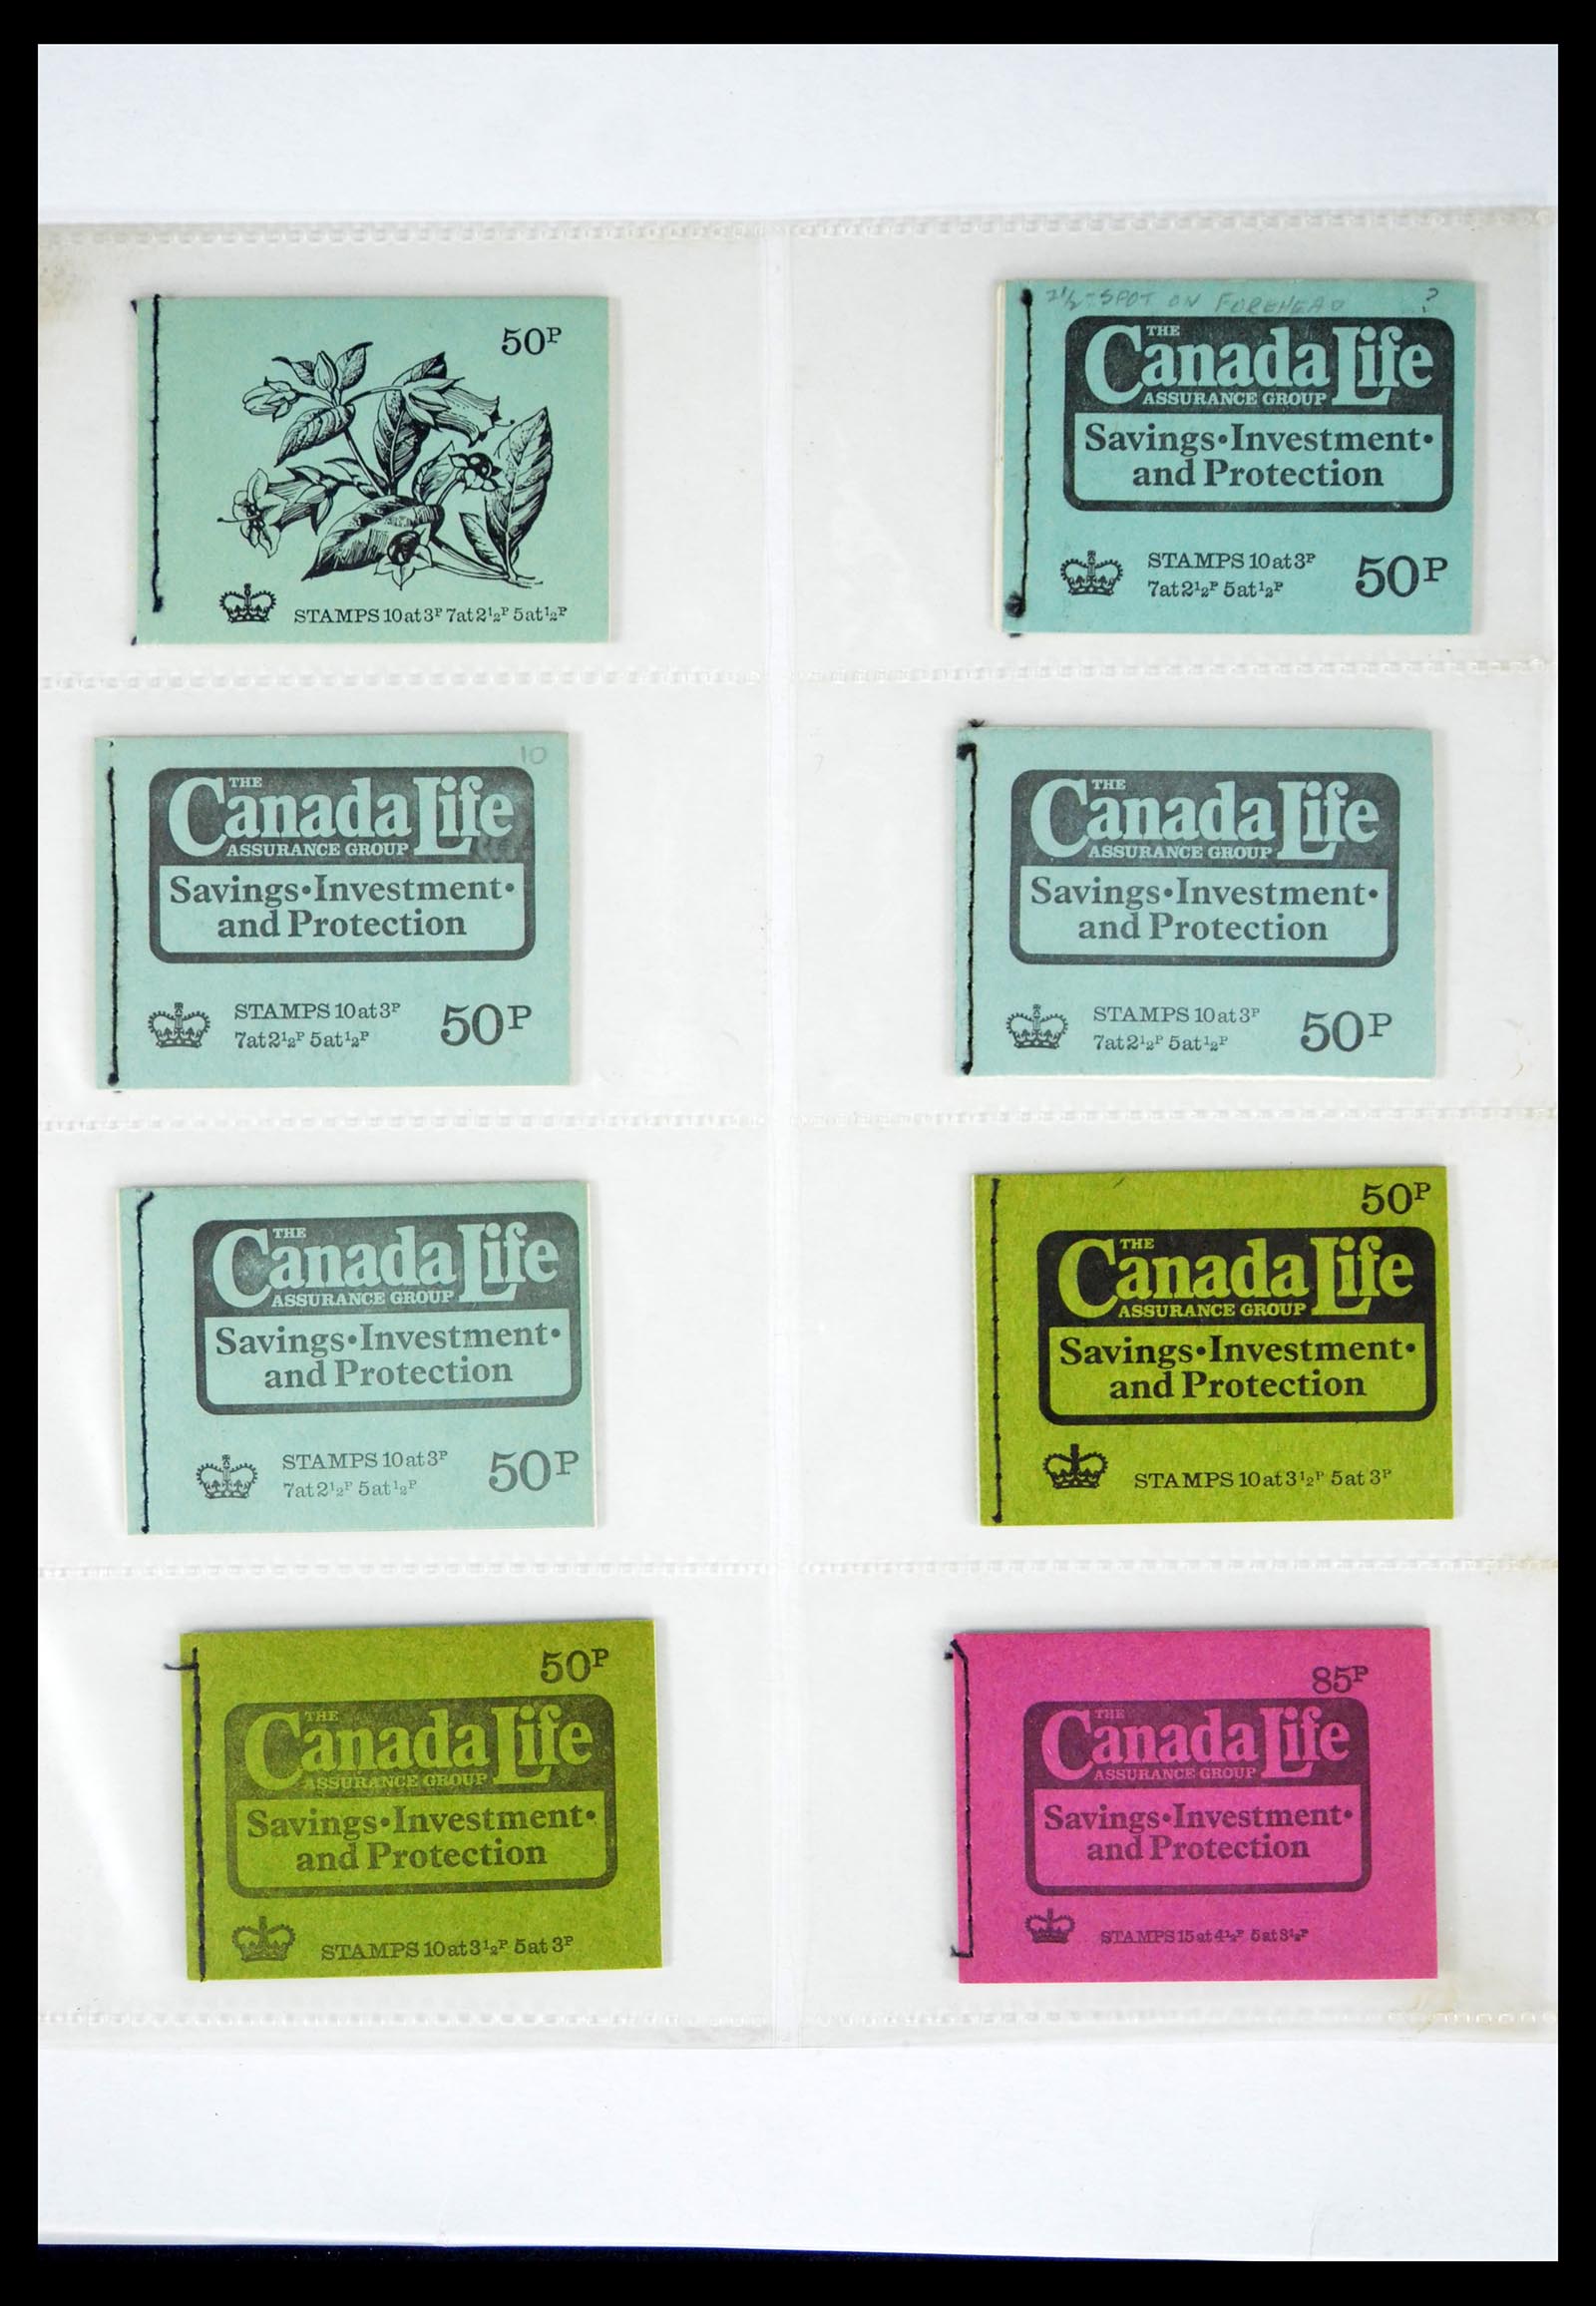 50P
STAMPS 10 at 3P 7 at 2½P 5 at ½P
2½ - SPOT ON FOREHEAD ?
THE
Canada Life
ASSURANCE GROUP
Savings•Investment•
and Protection
STAMPS 10 at 3P
7 at 2½P 5 at ½P
50P
10
THE
Canada Life
ASSURANCE GROUP
Savings•Investment•
and Protection
STAMPS 10 at 3P
7 at 2½P 5 at ½P
50P
THE
Canada Life
ASSURANCE GROUP
Savings•Investment•
and Protection
STAMPS 10 at 3P
7 at 2½P 5 at ½P
50P
THE
Canada Life
ASSURANCE GROUP
Savings•Investment•
and Protection
STAMPS 10 at 3P
7 at 2½P 5 at ½P
50P
50P
THE
Canada Life
ASSURANCE GROUP
Savings•Investment•
and Protection
STAMPS 10 at 3½P 5 at 3P
50P
THE
Canada Life
ASSURANCE GROUP
Savings•Investment•
and Protection
STAMPS 10 at 3½P 5 at 3P
85P
THE
Canada Life
ASSURANCE GROUP
Savings•Investment•
and Protection
STAMPS 15 at 4½P 5 at 3½P